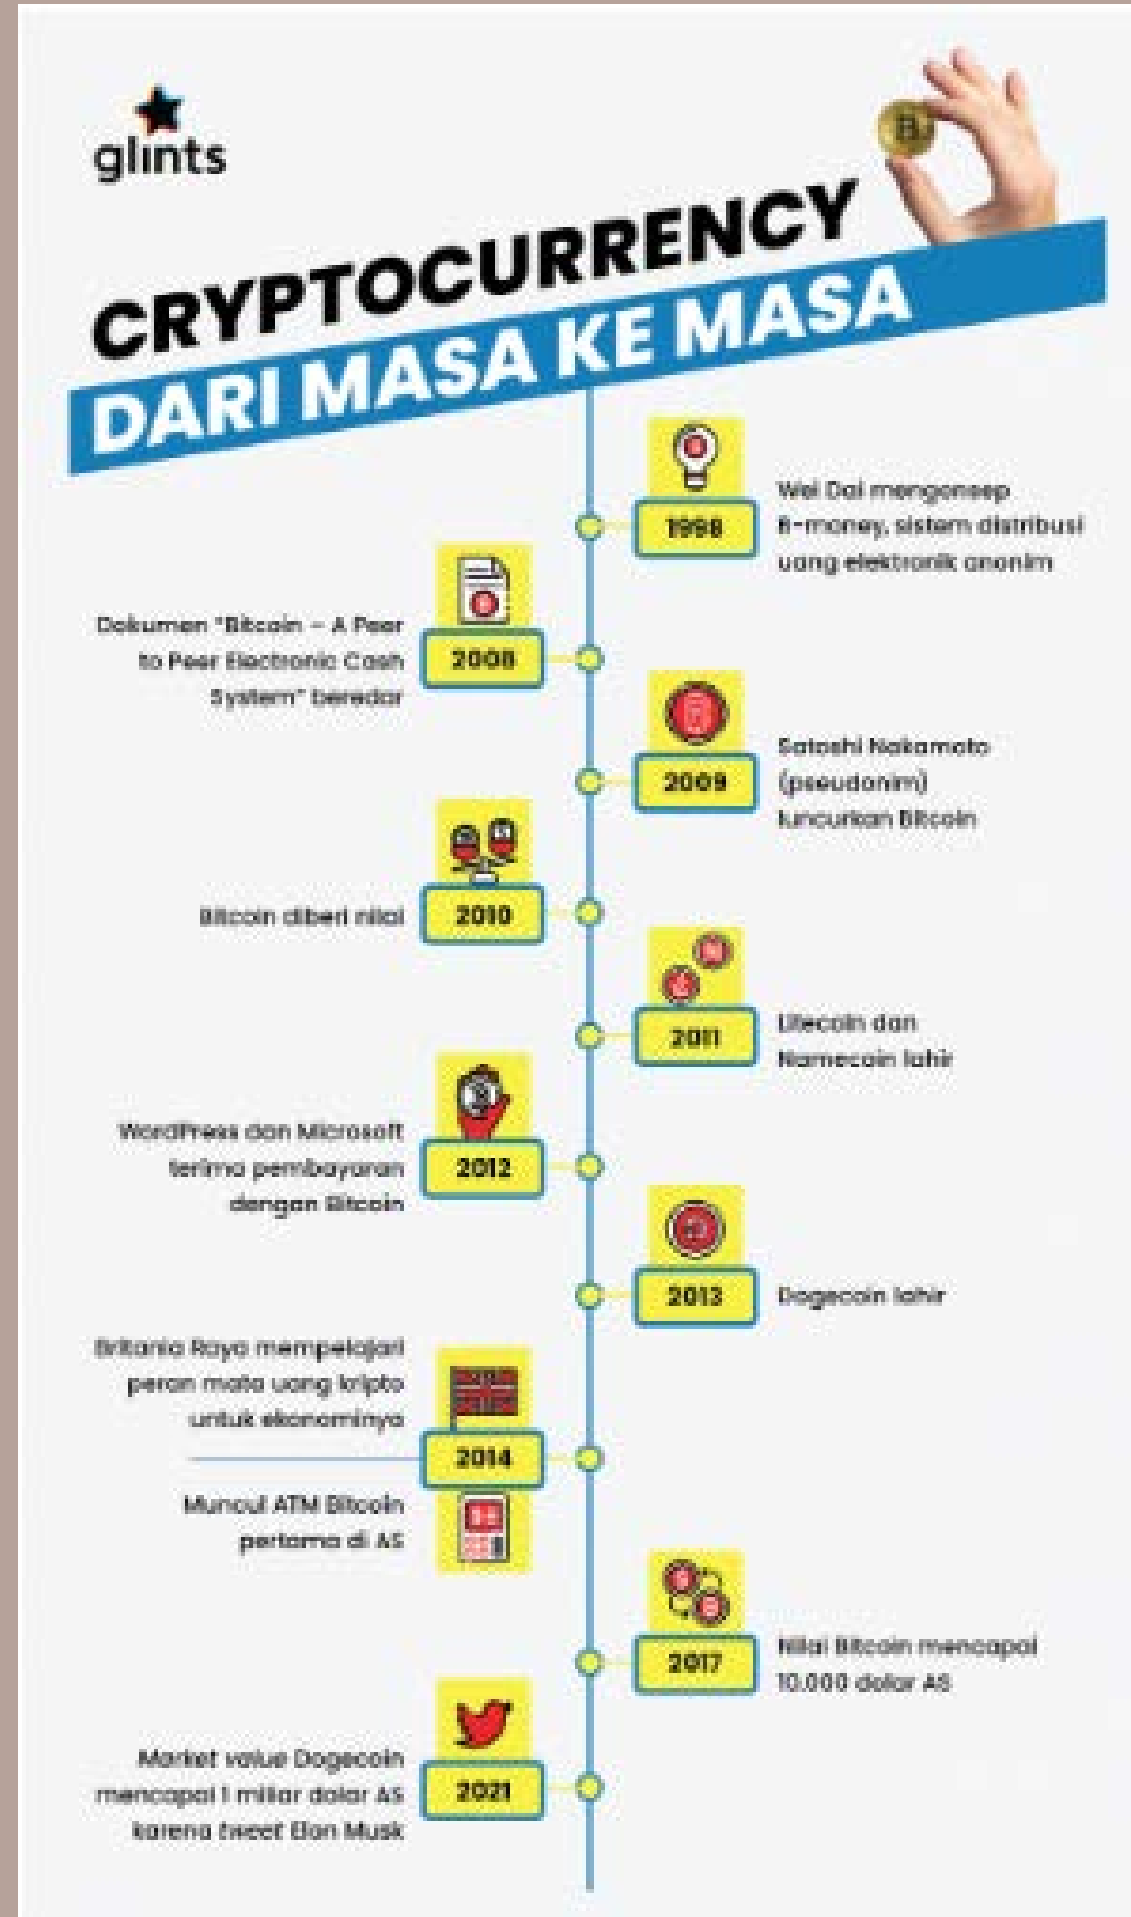 glints
CRYPTOCURRENCY
DARI MASA KE MASA
1998
Wei Dai mengonsep
B-money, sistem distribusi
uang elektronik anonim
Dokumen "Bitcoin – A Peer
to Peer Electronic Cash
System" beredar
2008
2009
Satoshi Nakamoto
(pseudonim)
luncurkan Bitcoin
Bitcoin diberi nilai
2010
2011
Litecoin dan
Namecoin lahir
WordPress dan Microsoft
terima pembayaran
dengan Bitcoin
2012
2013
Dogecoin lahir
Britania Raya mempelajari
peran mata uang kripto
untuk ekonominya
2014
Muncul ATM Bitcoin
pertama di AS
2017
Nilai Bitcoin mencapai
10.000 dolar AS
Market value Dogecoin
mencapai 1 miliar dolar AS
karena tweet Elon Musk
2021